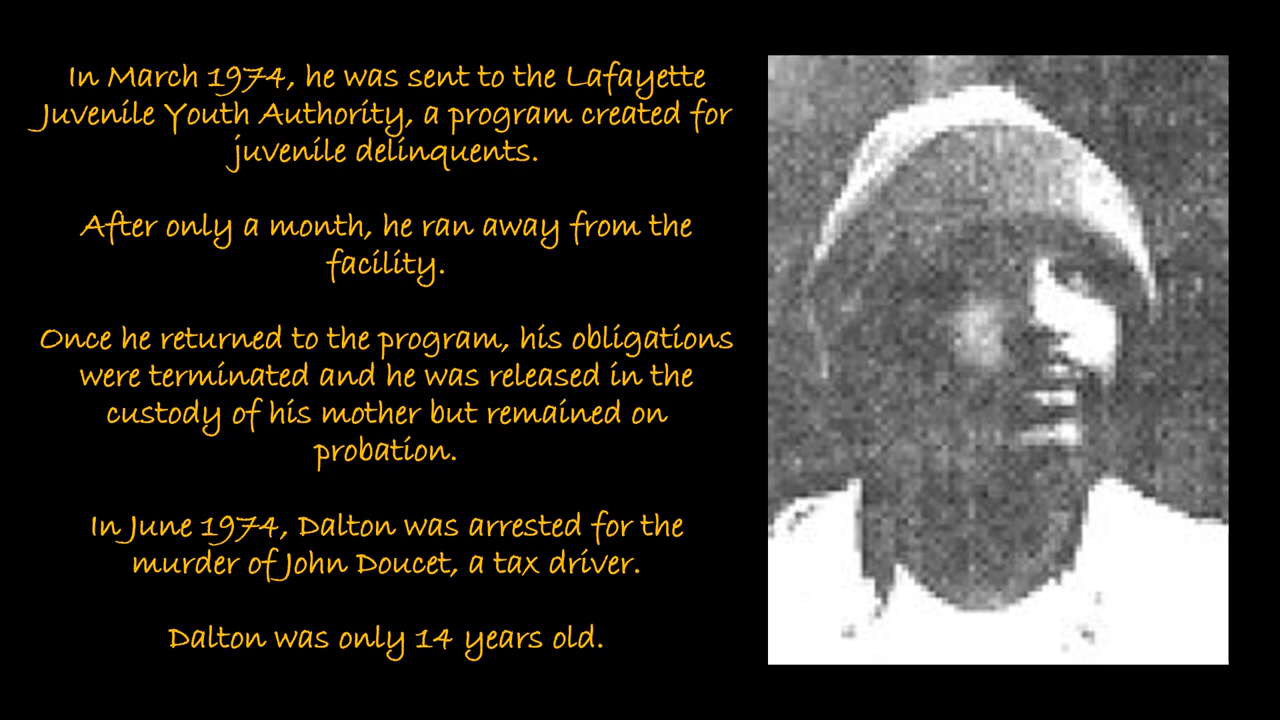 In March 1974, he was sent to the Lafayette
Juvenile Youth Authority, a program created for
juvenile delinquents.
After only a month, he ran away from the
facility.
Once he returned to the program, his obligations
were terminated and he was released in the
custody of his mother but remained on
probation.
In June 1974, Dalton was arrested for the
murder of John Doucet, a tax driver.
Dalton was only 14 years old.